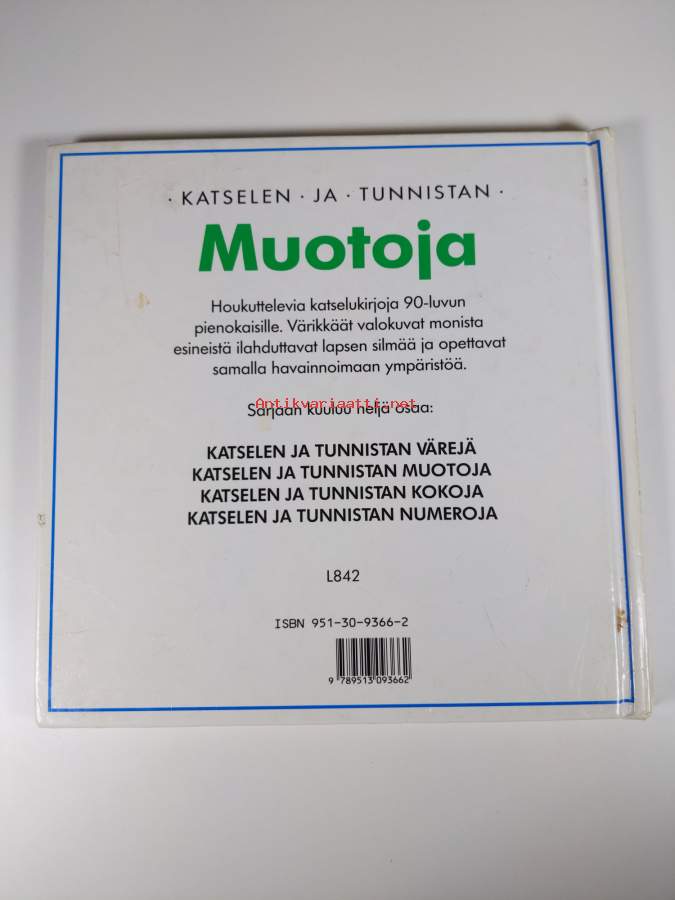 · KATSELEN · JA · TUNNISTAN ·
Muotoja
Houkuttelevia katselukirjoja 90-luvun
pienokaisille. Värikkäät valokuvat monista
esineistä ilahduttavat lapsen silmää ja opettavat
samalla havainnoimaan ympäristöä.
Antikvariaatti.net
Sarjaan kuuluu neljä osaa:
KATSELEN JA TUNNISTAN VÄREJÄ
KATSELEN JA TUNNISTAN MUOTOJA
KATSELEN JA TUNNISTAN KOKOJA
KATSELEN JA TUNNISTAN NUMEROJA
L842
ISBN 951-30-9366-2
9 789513 093662